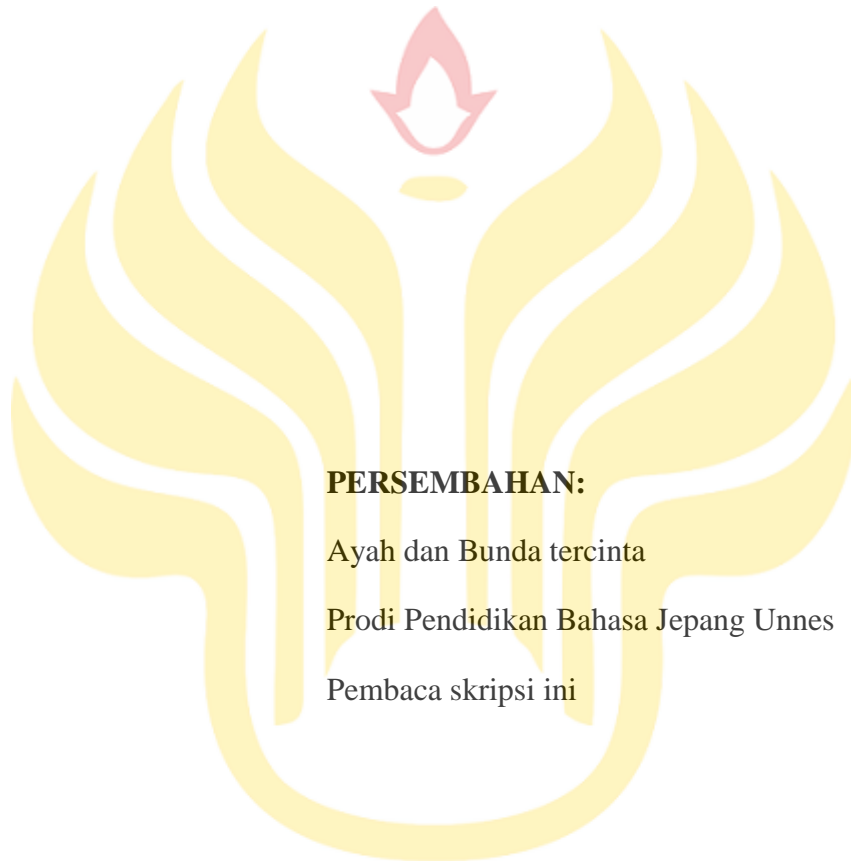 PERSEMBAHAN:
Ayah dan Bunda tercinta
Prodi Pendidikan Bahasa Jepang Unnes
Pembaca skripsi ini